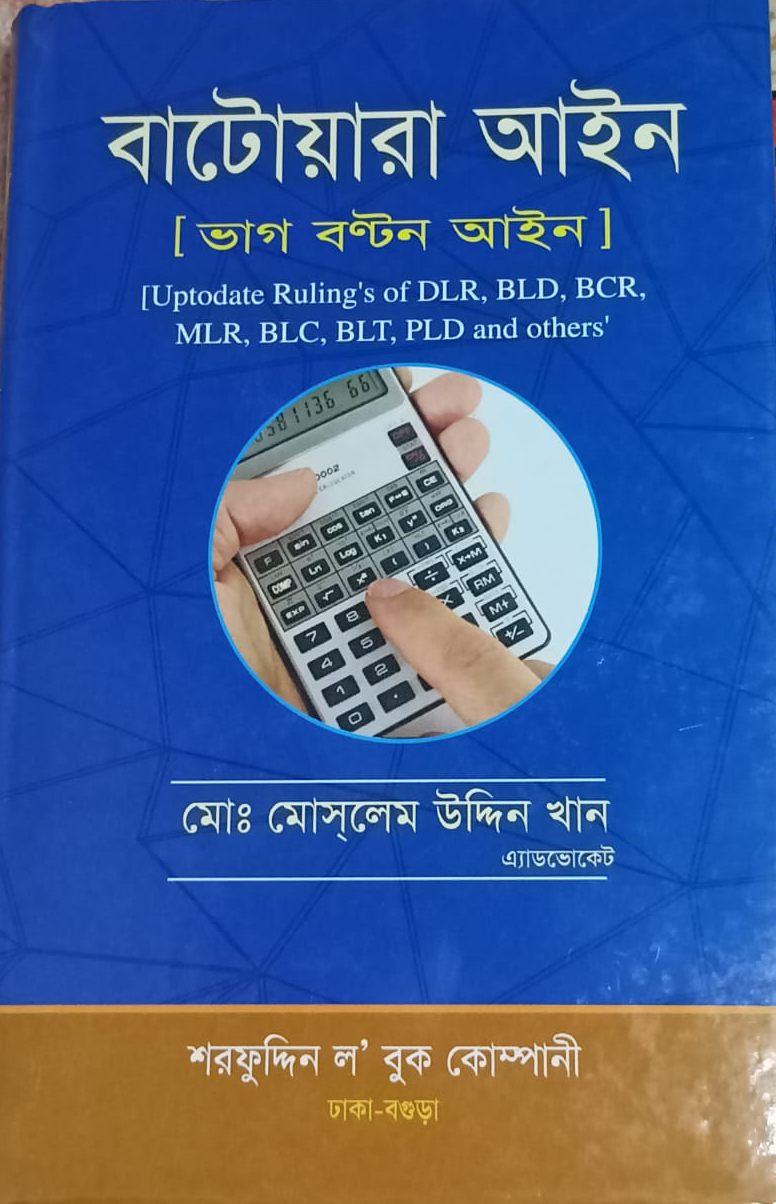 বাটোয়ারা আইন
[ ভাগ বণ্টন আইন ]
[Uptodate Ruling's of DLR, BLD, BCR,
MLR, BLC, BLT, PLD and others'
মোঃ মোস্‌লেম উদ্দিন খান
এ্যাডভোকেট
শরফুদ্দিন ল' বুক কোম্পানী
ঢাকা-বগুড়া